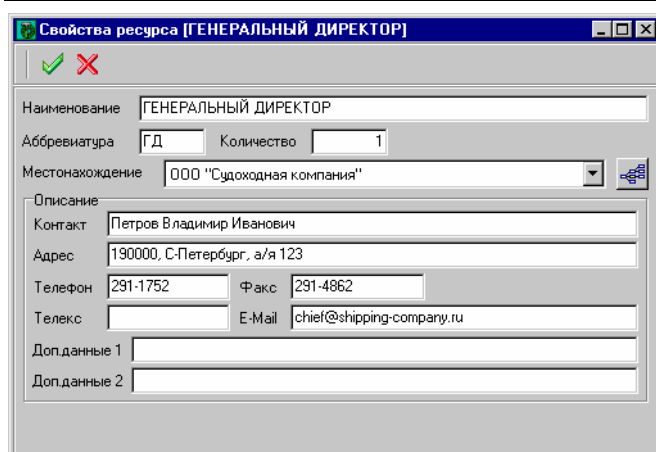 Свойства ресурса [ГЕНЕРАЛЬНЫЙ ДИРЕКТОР]
Наименование ГЕНЕРАЛЬНЫЙ ДИРЕКТОР
Аббревиатура ГД Количество 1
Местонахождение ООО "Судоходная компания"
Описание
Контакт Петров Владимир Иванович
Адрес 190000, С-Петербург, а/я 123
Телефон 291-1752 Факс 291-4862
Телекс E-Mail chief@shipping-company.ru
Доп.данные 1
Доп.данные 2